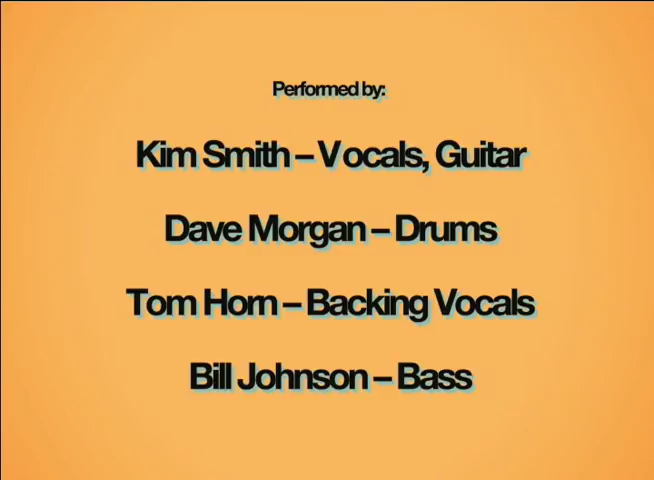 Performed by:
Kim Smith – Vocals, Guitar
Dave Morgan – Drums
Tom Horn – Backing Vocals
Bill Johnson – Bass